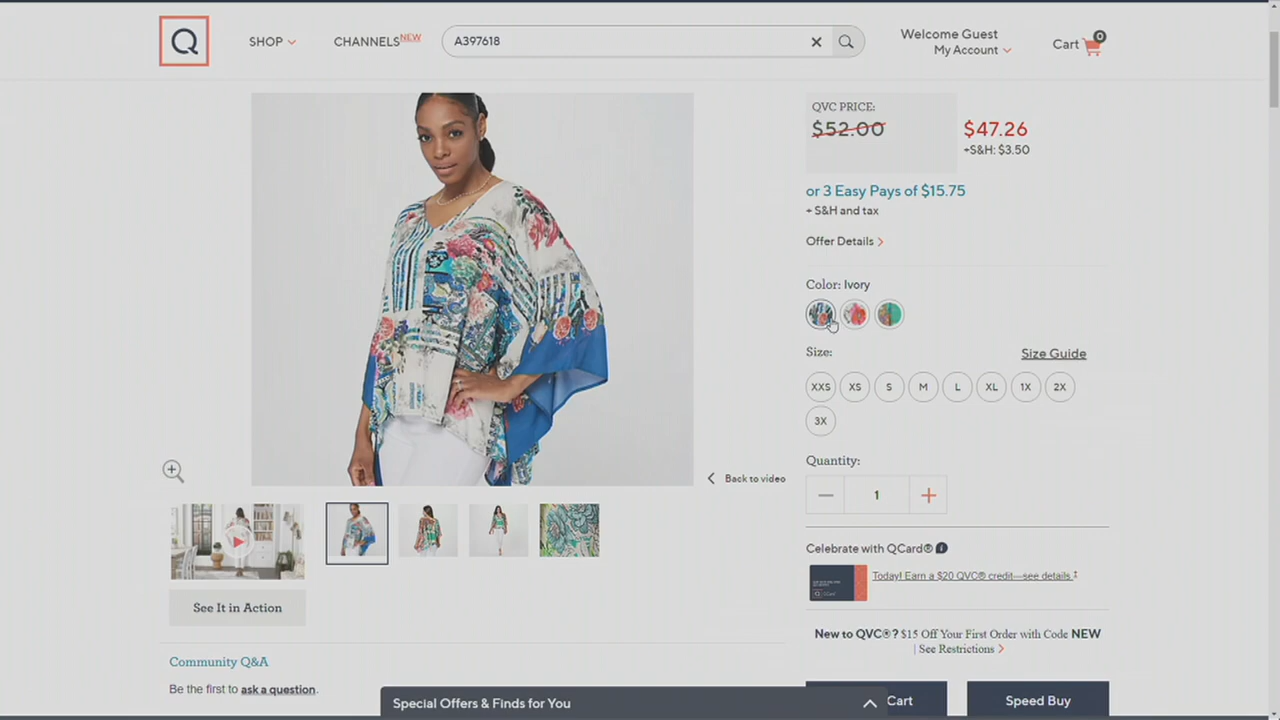 Q
SHOP
CHANNELS NEW
A397618
Welcome Guest
My Account
Cart
0
QVC PRICE:
$52.00
$47.26
+S&H: $3.50
or 3 Easy Pays of $15.75
+ S&H and tax
Offer Details
Color: Ivory
Size:
Size Guide
XXS XS S M L XL 1X 2X
3X
Back to video
Quantity:
1
See It in Action
Celebrate with QCard®
Today! Earn a $20 QVC® credit—see details.‡
New to QVC®? $15 Off Your First Order with Code NEW
| See Restrictions
Community Q&A
Be the first to ask a question.
Special Offers & Finds for You
Cart
Speed Buy